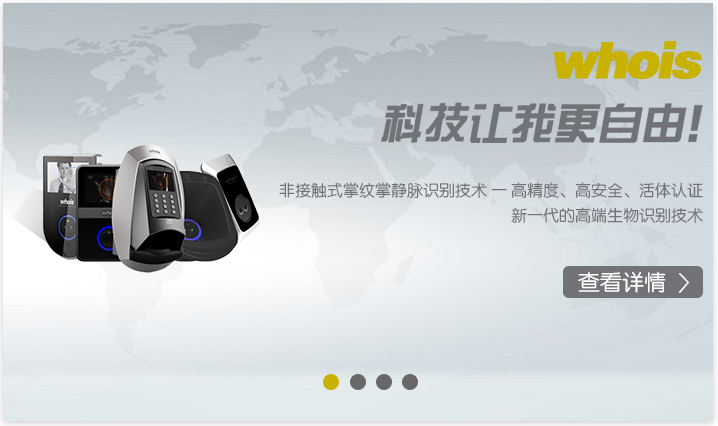 whois
科技让我更自由!
非接触式掌纹掌静脉识别技术 — 高精度、高安全、活体认证
新一代的高端生物识别技术
whois
whois
查看详情